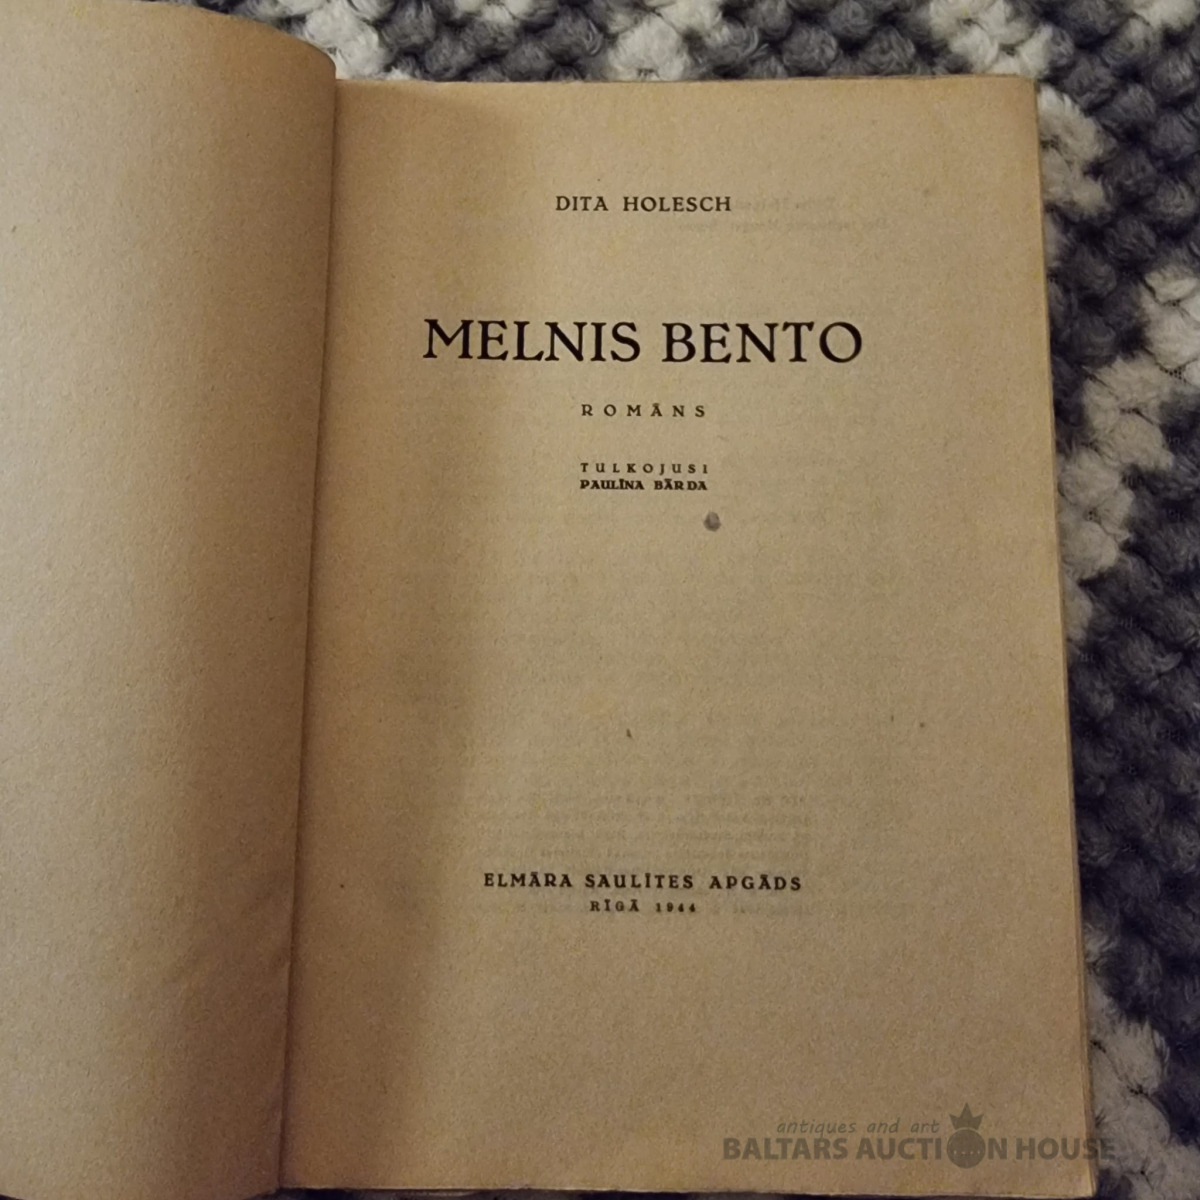 DITA HOLESCH
MELNIS BENTO
ROMĀNS
TULKOJUSI
PAULĪNA BĀRDA
ELMĀRA SAULĪTES APGĀDS
RĪGĀ 1944
antiques and art
BALTARS AUCTION HOUSE